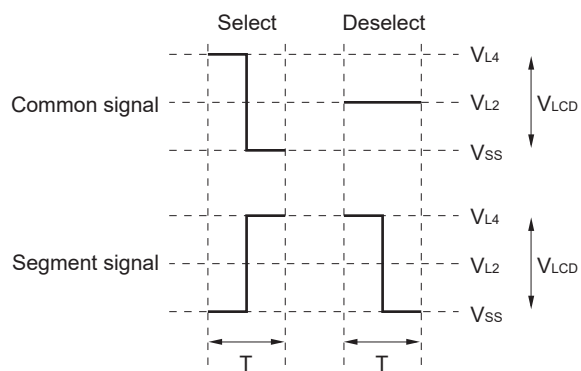 Select Deselect
VL4
Common signal VL2 VLCD
VSS
VL4
Segment signal VL2 VLCD
VSS
T T